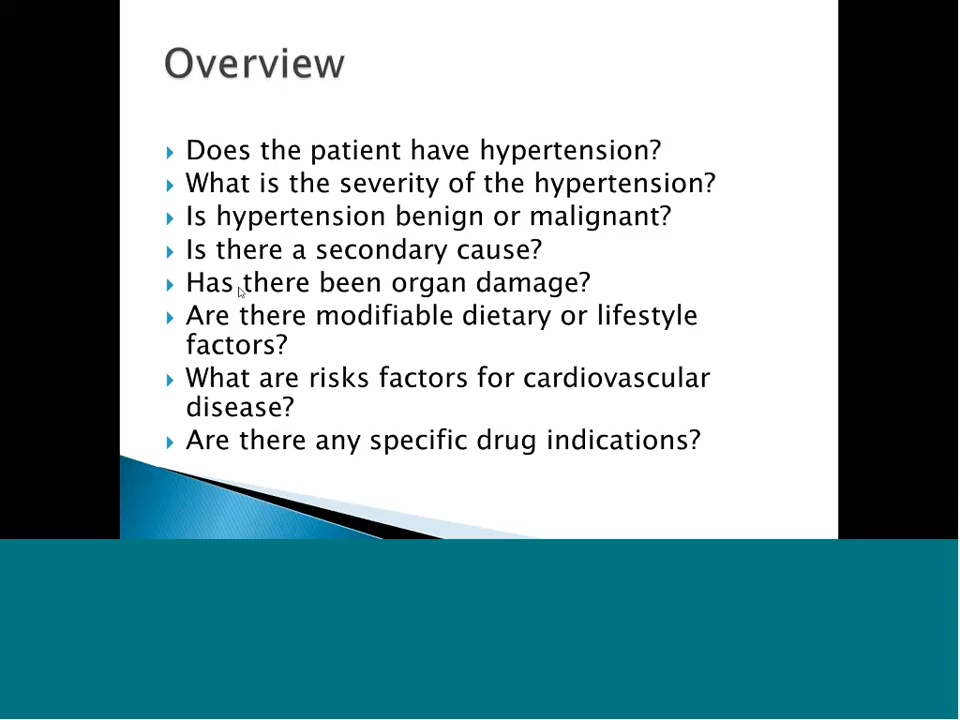 Overview
Does the patient have hypertension?
What is the severity of the hypertension?
Is hypertension benign or malignant?
Is there a secondary cause?
Has there been organ damage?
Are there modifiable dietary or lifestyle
factors?
What are risks factors for cardiovascular
disease?
Are there any specific drug indications?